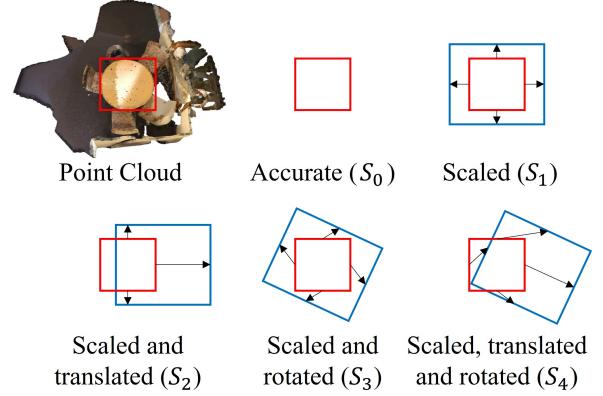 Point Cloud
Accurate (S₀)
Scaled (S₁)
Scaled and
translated (S₂)
Scaled and
rotated (S₃)
Scaled, translated
and rotated (S₄)